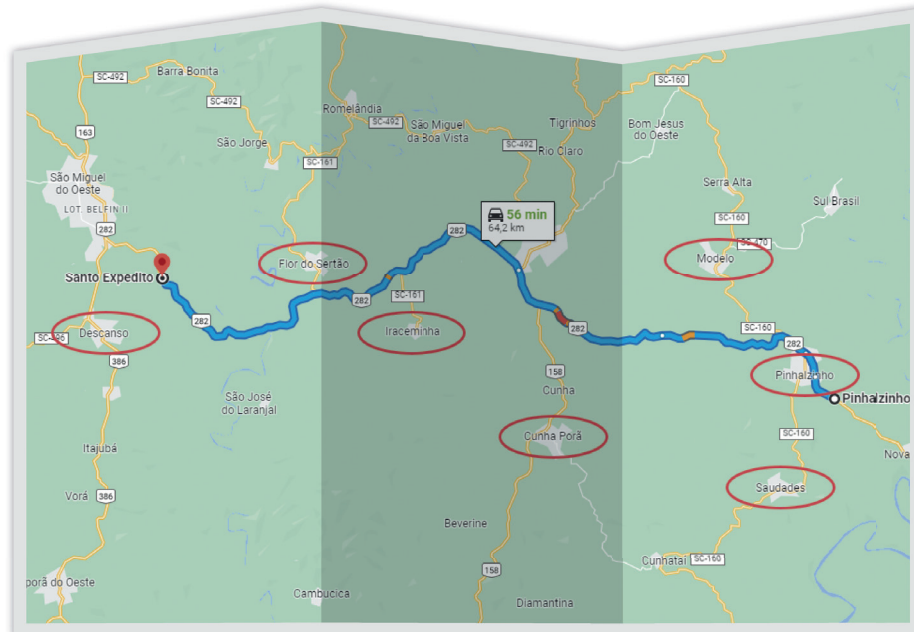 SC-492
Barra Bonita
SC-492
Romelândia
SC-160
163
SC-492
São Miguel
da Boa Vista
Tigrinhos
Bom Jesus
do Oeste
São Jorge
SC-492
Rio Claro
SC-161
São Miguel
do Oeste
Serra Alta
LOT. BELFIN II
Sul Brasil
56 min
64,2 km
SC-160
282
282
Modelo
Flor do Sertão
Santo Expedito
SC-161
282
282
Iraceminha
282
SC-160
Descanso
282
386
158
Pinhalzinho
Cunha
Pinhalzinho
São José
do Laranjal
Cunha Porã
SC-160
Itajubá
Nova
Saudades
Vorá
386
Beverine
Cunhataí
SC-160
158
porã do Oeste
Cambucica
Diamantina